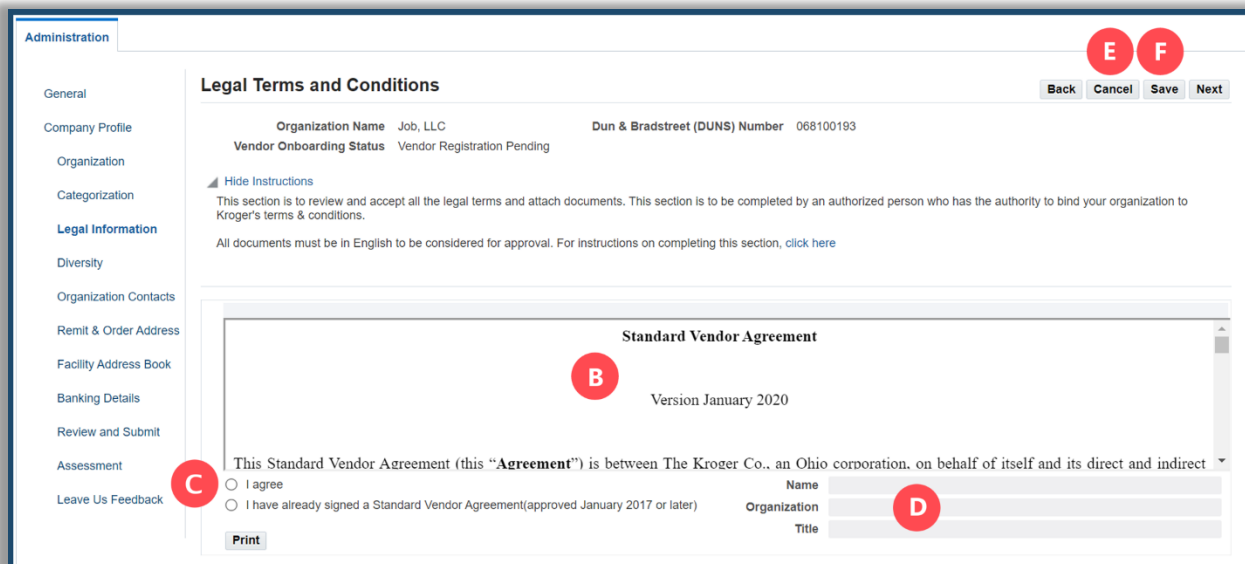 Administration
E F
General
Company Profile
Organization
Categorization
Legal Information
Diversity
Organization Contacts
Remit & Order Address
Facility Address Book
Banking Details
Review and Submit
Assessment
Leave Us Feedback
Legal Terms and Conditions
Back Cancel Save Next
Organization Name Job, LLC Dun & Bradstreet (DUNS) Number 068100193
Vendor Onboarding Status Vendor Registration Pending
Hide Instructions
This section is to review and accept all the legal terms and attach documents. This section is to be completed by an authorized person who has the authority to bind your organization to
Kroger's terms & conditions.
All documents must be in English to be considered for approval. For instructions on completing this section, click here
Standard Vendor Agreement
B
Version January 2020
This Standard Vendor Agreement (this “Agreement”) is between The Kroger Co., an Ohio corporation, on behalf of itself and its direct and indirect
C
I agree
I have already signed a Standard Vendor Agreement(approved January 2017 or later)
Print
Name
Organization
D
Title